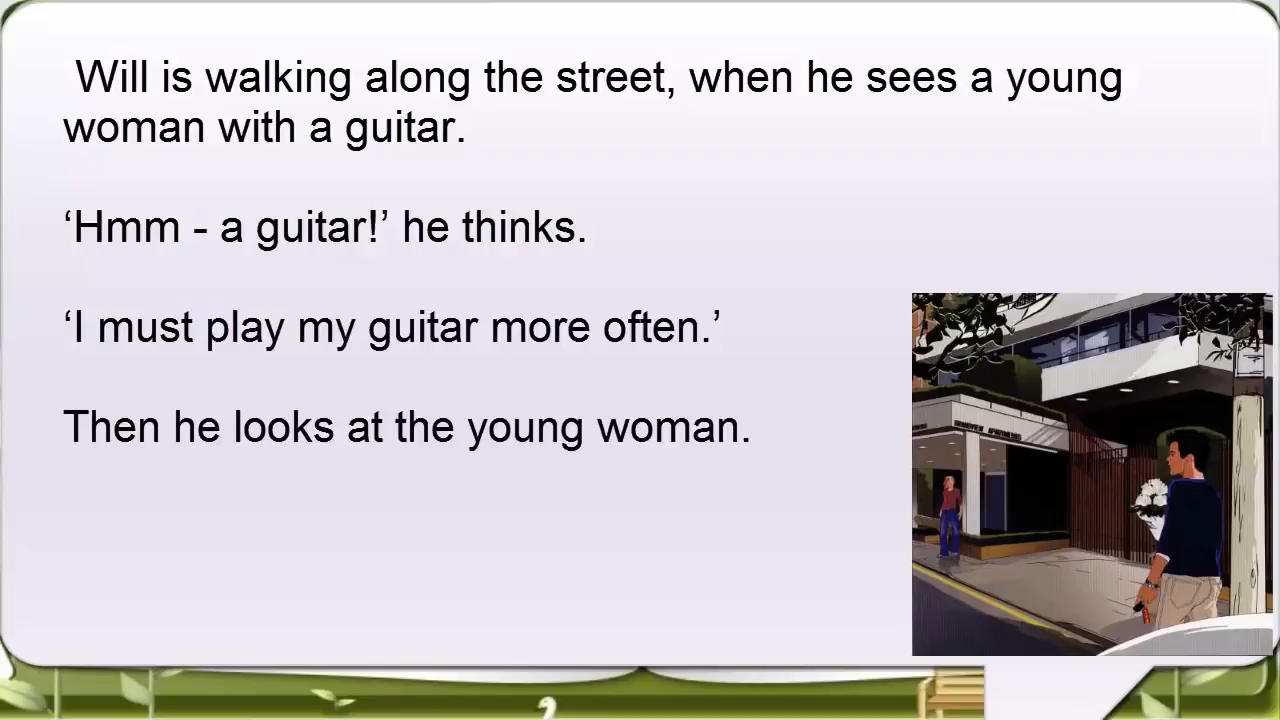 Will is walking along the street, when he sees a young
woman with a guitar.
‘Hmm - a guitar!’ he thinks.
‘I must play my guitar more often.’
Then he looks at the young woman.